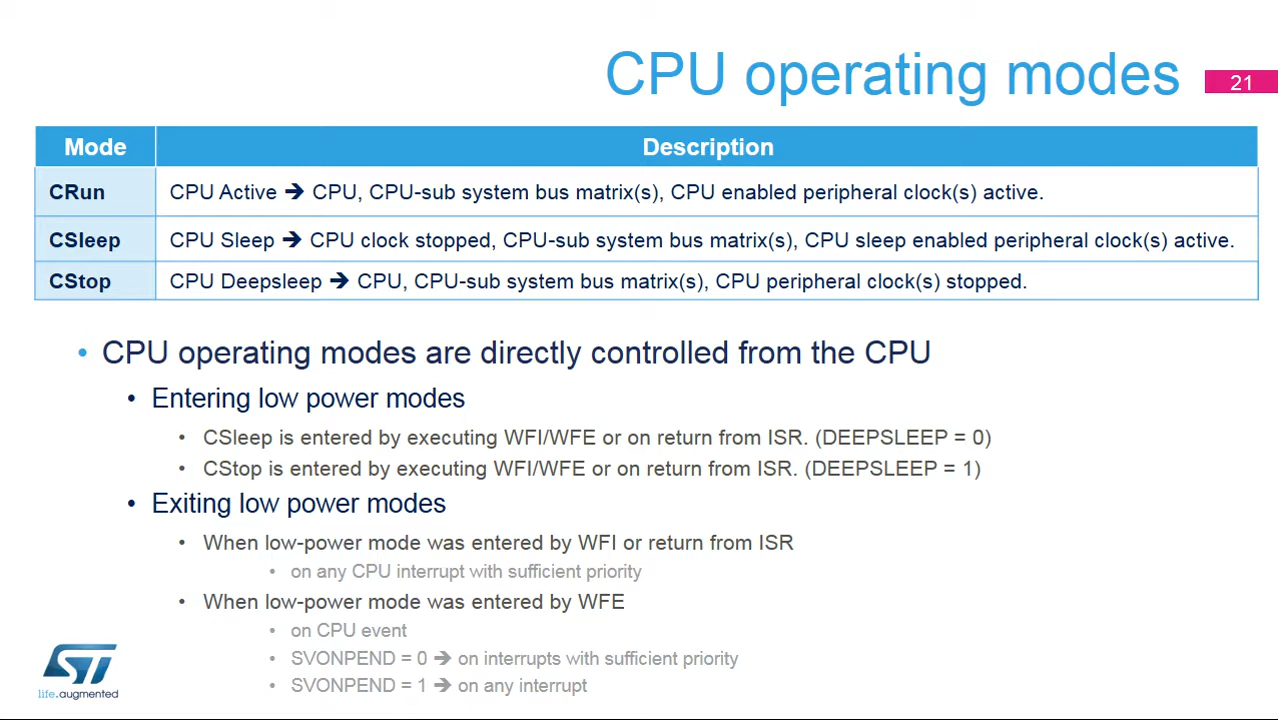 CPU operating modes
21
Mode Description
CRun CPU Active ➔ CPU, CPU-sub system bus matrix(s), CPU enabled peripheral clock(s) active.
CSleep CPU Sleep ➔ CPU clock stopped, CPU-sub system bus matrix(s), CPU sleep enabled peripheral clock(s) active.
CStop CPU Deepsleep ➔ CPU, CPU-sub system bus matrix(s), CPU peripheral clock(s) stopped.
• CPU operating modes are directly controlled from the CPU
• Entering low power modes
• CSleep is entered by executing WFI/WFE or on return from ISR. (DEEPSLEEP = 0)
• CStop is entered by executing WFI/WFE or on return from ISR. (DEEPSLEEP = 1)
• Exiting low power modes
• When low-power mode was entered by WFI or return from ISR
• on any CPU interrupt with sufficient priority
• When low-power mode was entered by WFE
• on CPU event
• SVONPEND = 0 ➔ on interrupts with sufficient priority
• SVONPEND = 1 ➔ on any interrupt
ST
life.augmented